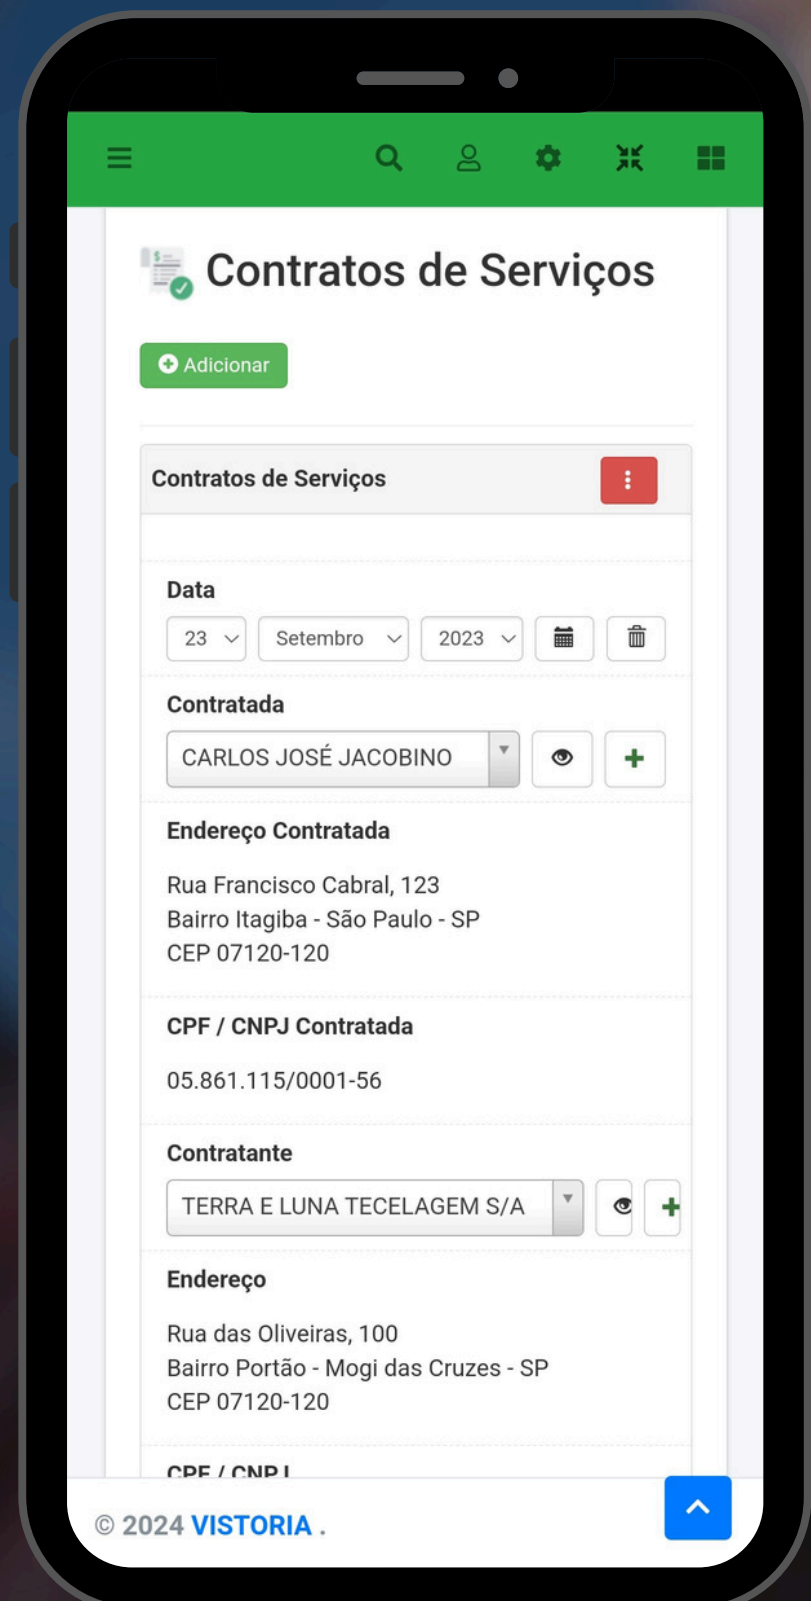 Contratos de Serviços
Adicionar
Contratos de Serviços
Data
23 Setembro 2023
Contratada
CARLOS JOSÉ JACOBINO
Endereço Contratada
Rua Francisco Cabral, 123
Bairro Itagiba - São Paulo - SP
CEP 07120-120
CPF / CNPJ Contratada
05.861.115/0001-56
Contratante
TERRA E LUNA TECELAGEM S/A
Endereço
Rua das Oliveiras, 100
Bairro Portão - Mogi das Cruzes - SP
CEP 07120-120
CPF / CNPJ
© 2024 VISTORIA .